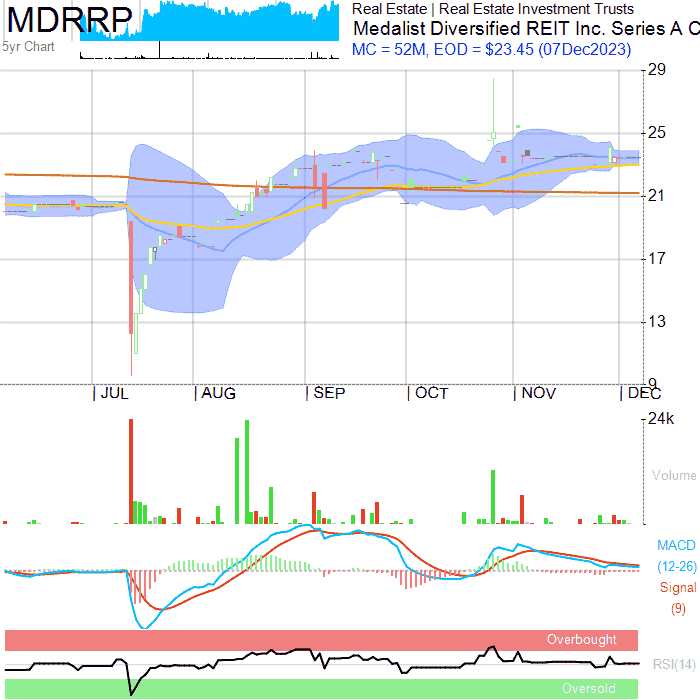 MDRRP
5yr Chart
Real Estate | Real Estate Investment Trusts
Medalist Diversified REIT Inc. Series A C
MC = 52M, EOD = $23.45 (07Dec2023)
29
25
21
17
13
9
JUL AUG SEP OCT NOV DEC
24k
Volume
MACD
(12-26)
Signal
(9)
Overbought
RSI(14)
Oversold